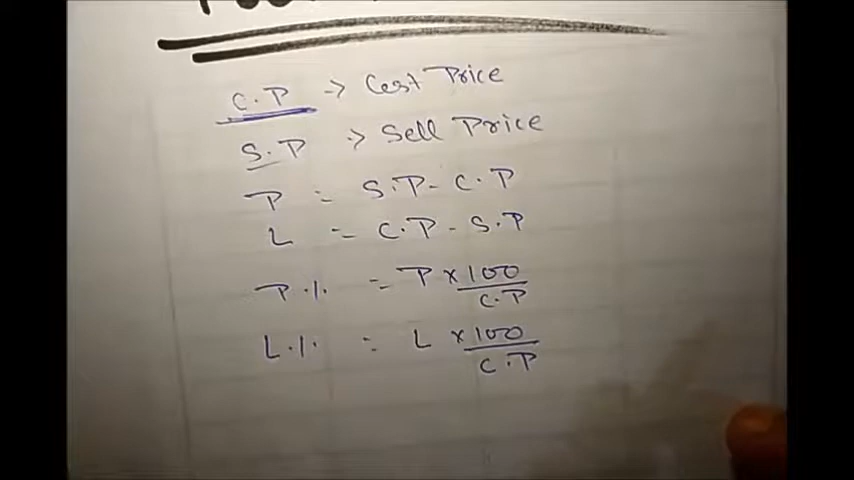 C.P → Cost Price
S.P → Sell Price
P = S.P - C.P
L = C.P - S.P
P.% = P × 100/C.P
L.% = L × 100/C.P